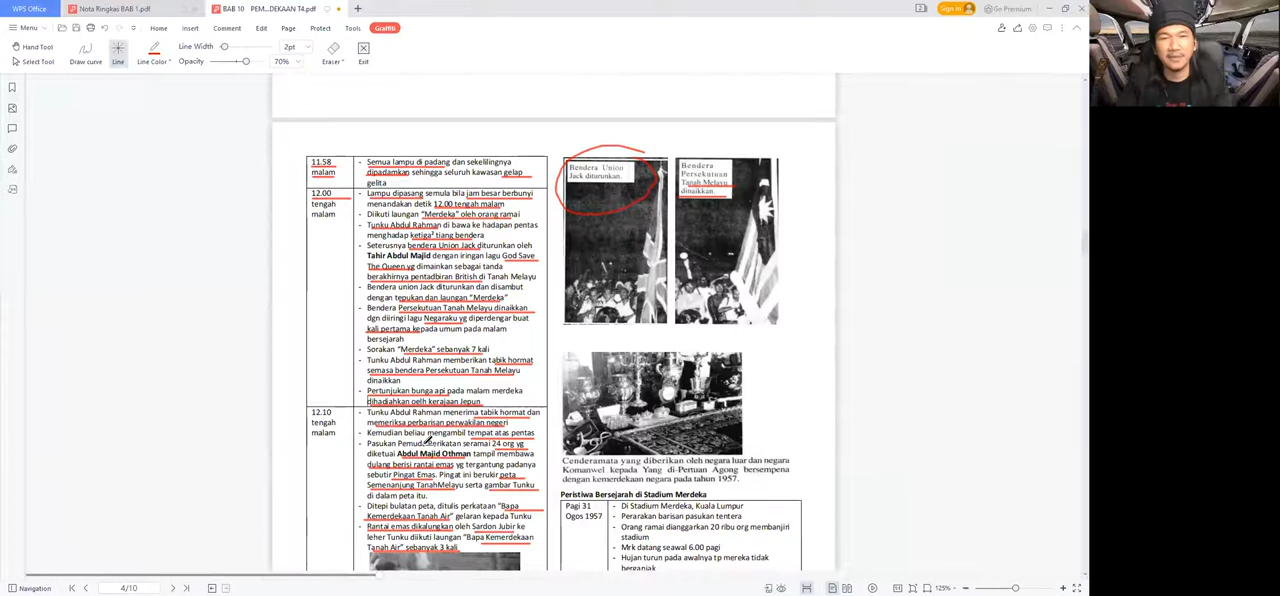 WPS Office
Nota Ringkas BAB 1.pdf
BAB 10 PEM...DEKAAN T4.pdf
Sign in
Go Premium
Menu
Home
Insert
Comment
Edit
Page
Protect
Tools
Graffiti
Hand Tool
Select Tool
Draw curve
Line
Line Color
Line Width
2pt
Opacity
70%
Eraser
Exit
11.58
malam
- Semua lampu di padang dan sekelilingnya
dipadamkan sehingga seluruh kawasan gelap
gelita
12.00
tengah
malam
- Lampu dipasang semula bila jam besar berbunyi
menandakan detik 12.00 tengah malam
- Diikuti laungan "Merdeka" oleh orang ramai
- Tunku Abdul Rahman di bawa ke hadapan pentas
menghadap ketiga² tiang bendera
- Seterusnya bendera Union Jack diturunkan oleh
Tahir Abdul Majid dengan iringan lagu God Save
The Queen yg dimainkan sebagai tanda
berakhirnya pentadbiran British di Tanah Melayu
- Bendera union Jack diturunkan dan disambut
dengan tepukan dan laungan "Merdeka"
- Bendera Persekutuan Tanah Melayu dinaikkan
dgn diiringi lagu Negaraku yg diperdengar buat
kali pertama kepada umum pada malam
bersejarah
- Sorakan "Merdeka" sebanyak 7 kali
- Tunku Abdul Rahman memberikan tabik hormat
semasa bendera Persekutuan Tanah Melayu
dinaikkan
- Pertunjukan bunga api pada malam merdeka
dihadiahkan oelh kerajaan Jepun
12.10
tengah
malam
- Tunku Abdul Rahman menerima tabik hormat dan
memeriksa perbarisan perwakilan negeri
- Kemudian beliau mengambil tempat atas pentas
- Pasukan Pemuda Perikatan seramai 24 org yg
diketuai Abdul Majid Othman tampil membawa
dulang berisi rantai emas yg tergantung padanya
sebutir Pingat Emas. Pingat ini berukir peta
Semenanjung TanahMelayu serta gambar Tunku
di dalam peta itu.
- Ditepi bulatan peta, ditulis perkataan "Bapa
Kemerdekaan Tanah Air" gelaran kepada Tunku
- Rantai emas dikalungkan oleh Sardon Jubir ke
leher Tunku diikuti laungan "Bapa Kemerdekaan
Tanah Air" sebanyak 3 kali
Bendera Union
Jack diturunkan.
Bendera
Persekutuan
Tanah Melayu
dinaikkan.
Cenderamata yang diberikan oleh negara luar dan negara
Komanwel kepada Yang di-Pertuan Agong bersempena
dengan kemerdekaan negara pada tahun 1957.
Peristiwa Bersejarah di Stadium Merdeka
Pagi 31
Ogos 1957
- Di Stadium Merdeka, Kuala Lumpur
- Perarakan barisan pasukan tentera
- Orang ramai dianggarkan 20 ribu org membanjiri
stadium
- Mrk datang seawal 6.00 pagi
- Hujan turun pada awalnya tp mereka tidak
berganjak
Navigation
4/10
125%